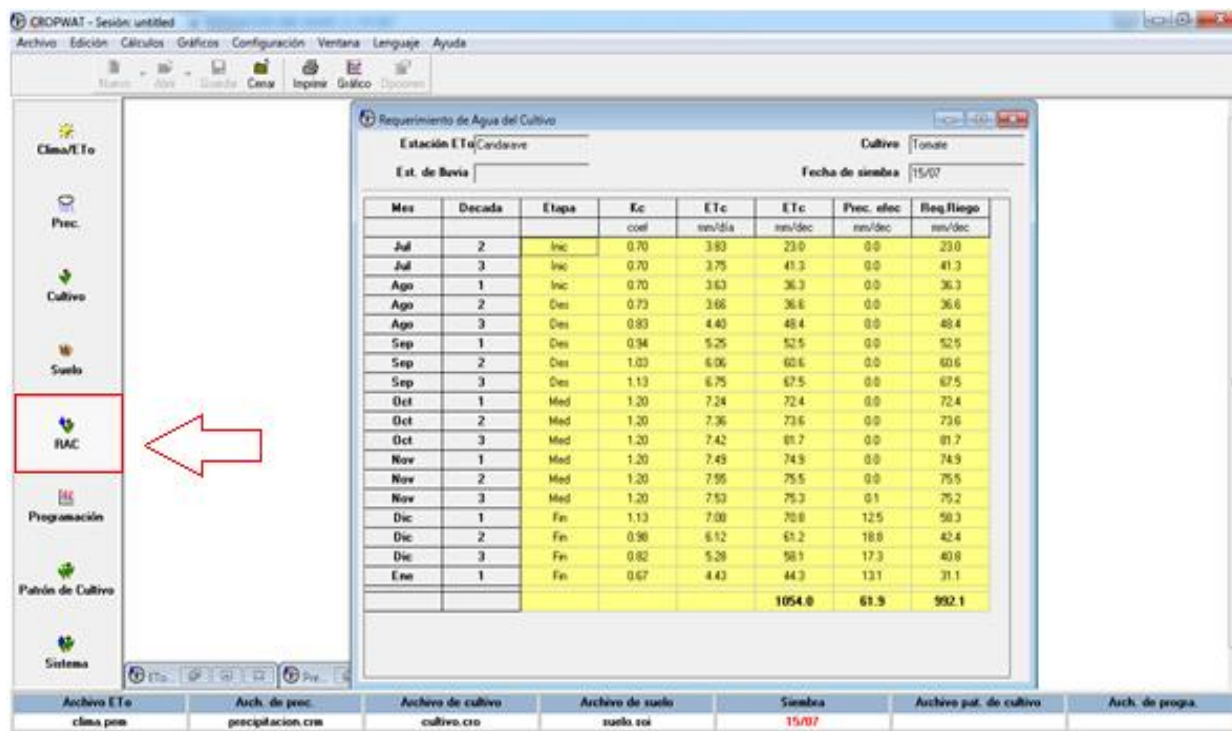 CROPWAT - Sesión: untitled
Archivo Edición Cálculos Gráficos Configuración Ventana Lenguaje Ayuda
Nuevo Abrir Guardar Cerrar Imprimir Gráfico Opciones
Clima/ETo
Prec.
Cultivo
Suelo
RAC
Programación
Patrón de Cultivo
Sistema
Requerimiento de Agua del Cultivo
Estación ETo Candarave Cultivo Tomate
Est. de lluvia Fecha de siembra 15/07
Mes Decada Etapa Kc ETc ETc Prec. efec Req.Riego
coef mm/día mm/dec mm/dec mm/dec
Jul 2 Inic 0.70 3.83 23.0 0.0 23.0
Jul 3 Inic 0.70 3.75 41.3 0.0 41.3
Ago 1 Inic 0.70 3.63 36.3 0.0 36.3
Ago 2 Des 0.73 3.66 36.6 0.0 36.6
Ago 3 Des 0.83 4.40 48.4 0.0 48.4
Sep 1 Des 0.94 5.25 52.5 0.0 52.5
Sep 2 Des 1.03 6.06 60.6 0.0 60.6
Sep 3 Des 1.13 6.75 67.5 0.0 67.5
Oct 1 Med 1.20 7.24 72.4 0.0 72.4
Oct 2 Med 1.20 7.36 73.6 0.0 73.6
Oct 3 Med 1.20 7.42 81.7 0.0 81.7
Nov 1 Med 1.20 7.49 74.9 0.0 74.9
Nov 2 Med 1.20 7.55 75.5 0.0 75.5
Nov 3 Med 1.20 7.53 75.3 0.1 75.2
Dic 1 Fin 1.13 7.08 70.8 12.5 58.3
Dic 2 Fin 0.98 6.12 61.2 18.8 42.4
Dic 3 Fin 0.82 5.28 58.1 17.3 40.8
Ene 1 Fin 0.67 4.43 44.3 13.1 31.1
1054.0 61.9 992.1
ETo Pre...
Archivo ETo Arch. de prec. Archivo de cultivo Archivo de suelo Siembra Archivo pat. de cultivo Arch. de progra.
clima.pem precipitacion.crm cultivo.cro suelo.soi 15/07